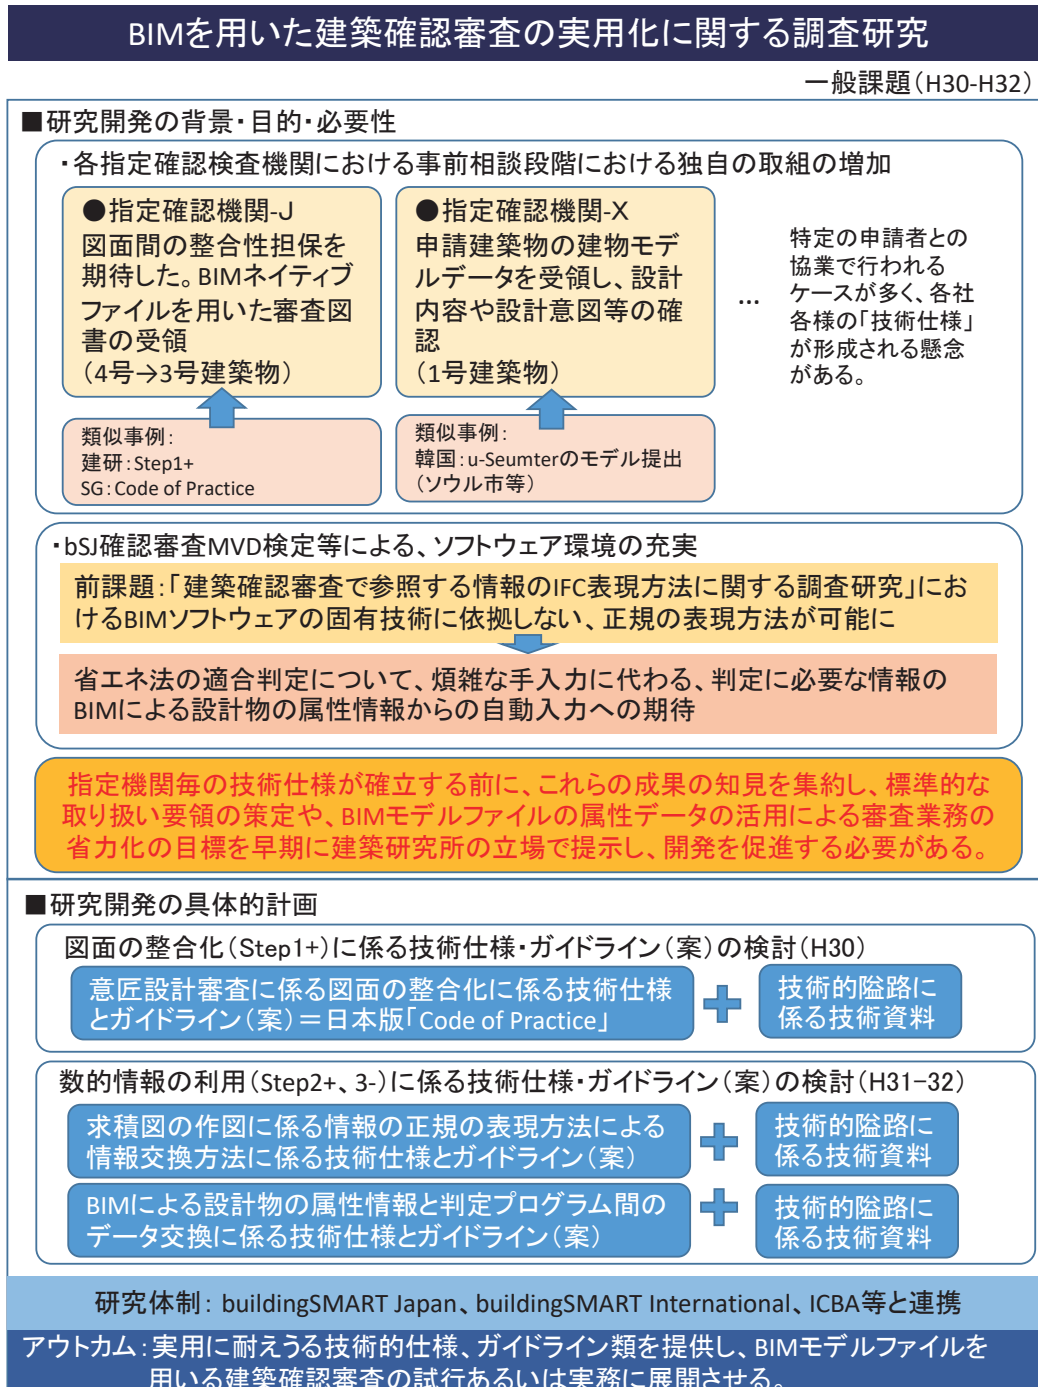 BIMを用いた建築確認審査の実用化に関する調査研究
一般課題(H30-H32)
■研究開発の背景・目的・必要性
・各指定確認検査機関における事前相談段階における独自の取組の増加
●指定確認機関-J
図面間の整合性担保を
期待した。BIMネイティブ
ファイルを用いた審査図
書の受領
(4号→3号建築物)
●指定確認機関-X
申請建築物の建物モデ
ルデータを受領し、設計
内容や設計意図等の確
認
(1号建築物)
…
特定の申請者との
協業で行われる
ケースが多く、各社
各様の「技術仕様」
が形成される懸念
がある。
類似事例:
建研:Step1+
SG:Code of Practice
類似事例:
韓国:u-Seumterのモデル提出
(ソウル市等)
・bSJ確認審査MVD検定等による、ソフトウェア環境の充実
前課題:「建築確認審査で参照する情報のIFC表現方法に関する調査研究」にお
けるBIMソフトウェアの固有技術に依拠しない、正規の表現方法が可能に
省エネ法の適合判定について、煩雑な手入力に代わる、判定に必要な情報の
BIMによる設計物の属性情報からの自動入力への期待
指定機関毎の技術仕様が確立する前に、これらの成果の知見を集約し、標準的な
取り扱い要領の策定や、BIMモデルファイルの属性データの活用による審査業務の
省力化の目標を早期に建築研究所の立場で提示し、開発を促進する必要がある。
■研究開発の具体的計画
図面の整合化(Step1+)に係る技術仕様・ガイドライン(案)の検討(H30)
意匠設計審査に係る図面の整合化に係る技術仕様
とガイドライン(案)=日本版「Code of Practice」
技術的隘路に
係る技術資料
数的情報の利用(Step2+、3-)に係る技術仕様・ガイドライン(案)の検討(H31-32)
求積図の作図に係る情報の正規の表現方法による
情報交換方法に係る技術仕様とガイドライン(案)
技術的隘路に
係る技術資料
BIMによる設計物の属性情報と判定プログラム間の
データ交換に係る技術仕様とガイドライン(案)
技術的隘路に
係る技術資料
研究体制: buildingSMART Japan、buildingSMART International、ICBA等と連携
アウトカム:実用に耐えうる技術的仕様、ガイドライン類を提供し、BIMモデルファイルを
用いる建築確認審査の試行あるいは実務に展開させる。